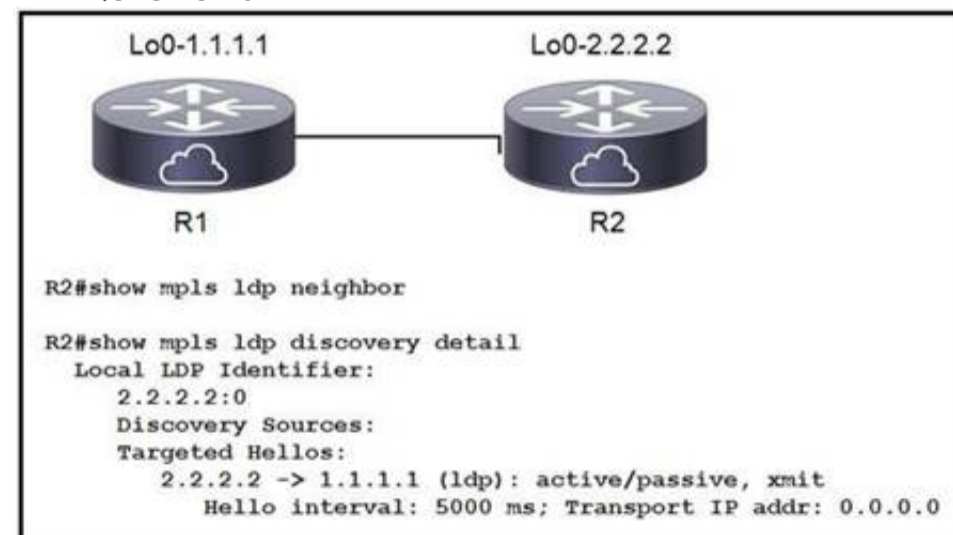 Lo0-1.1.1.1 Lo0-2.2.2.2
R1 R2
R2#show mpls ldp neighbor
R2#show mpls ldp discovery detail
Local LDP Identifier:
2.2.2.2:0
Discovery Sources:
Targeted Hellos:
2.2.2.2 -> 1.1.1.1 (ldp): active/passive, xmit
Hello interval: 5000 ms; Transport IP addr: 0.0.0.0